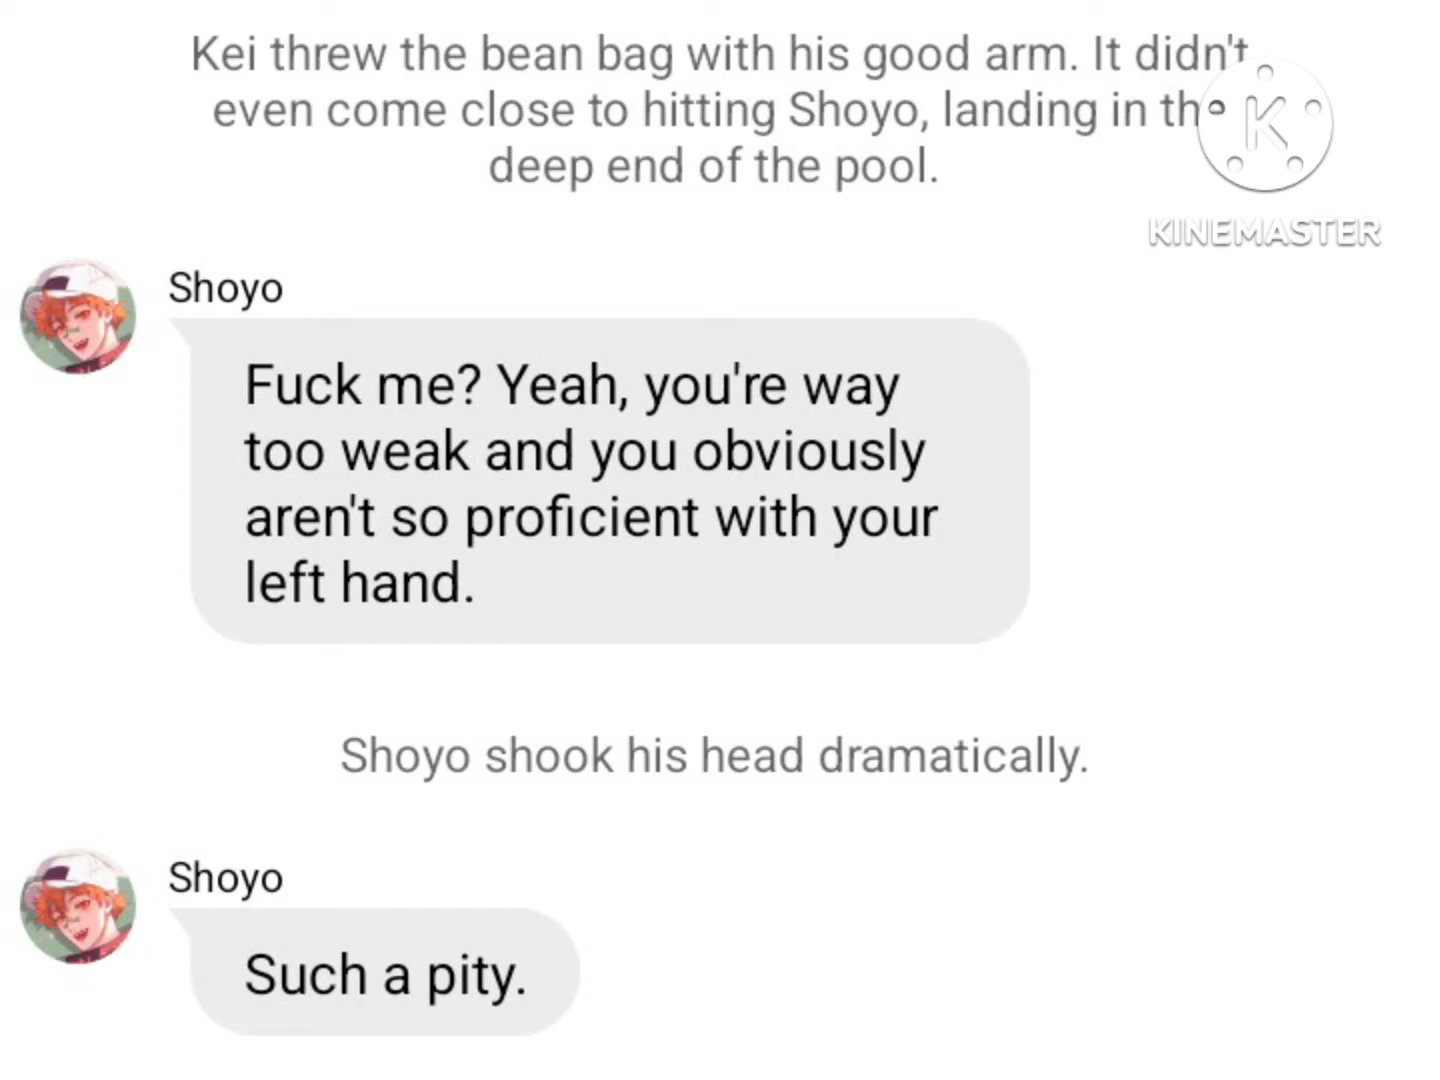 Kei threw the bean bag with his good arm. It didn't
even come close to hitting Shoyo, landing in the
deep end of the pool.
K
KINEMASTER
Shoyo
Fuck me? Yeah, you're way
too weak and you obviously
aren't so proficient with your
left hand.
Shoyo shook his head dramatically.
Shoyo
Such a pity.